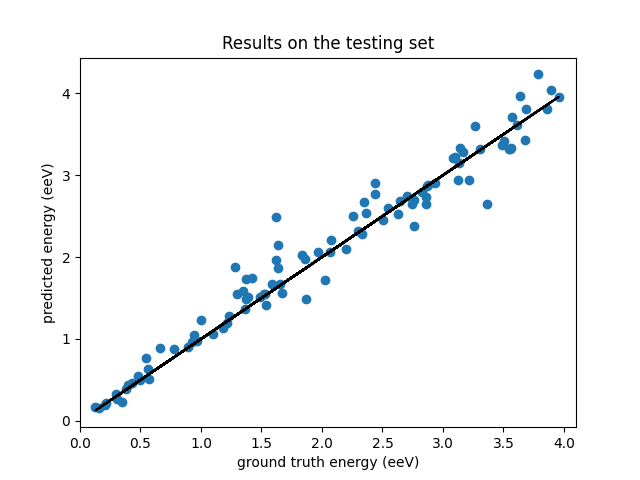 Results on the testing set
predicted energy (eeV)
4
3
2
1
0
0.0 0.5 1.0 1.5 2.0 2.5 3.0 3.5 4.0
ground truth energy (eeV)